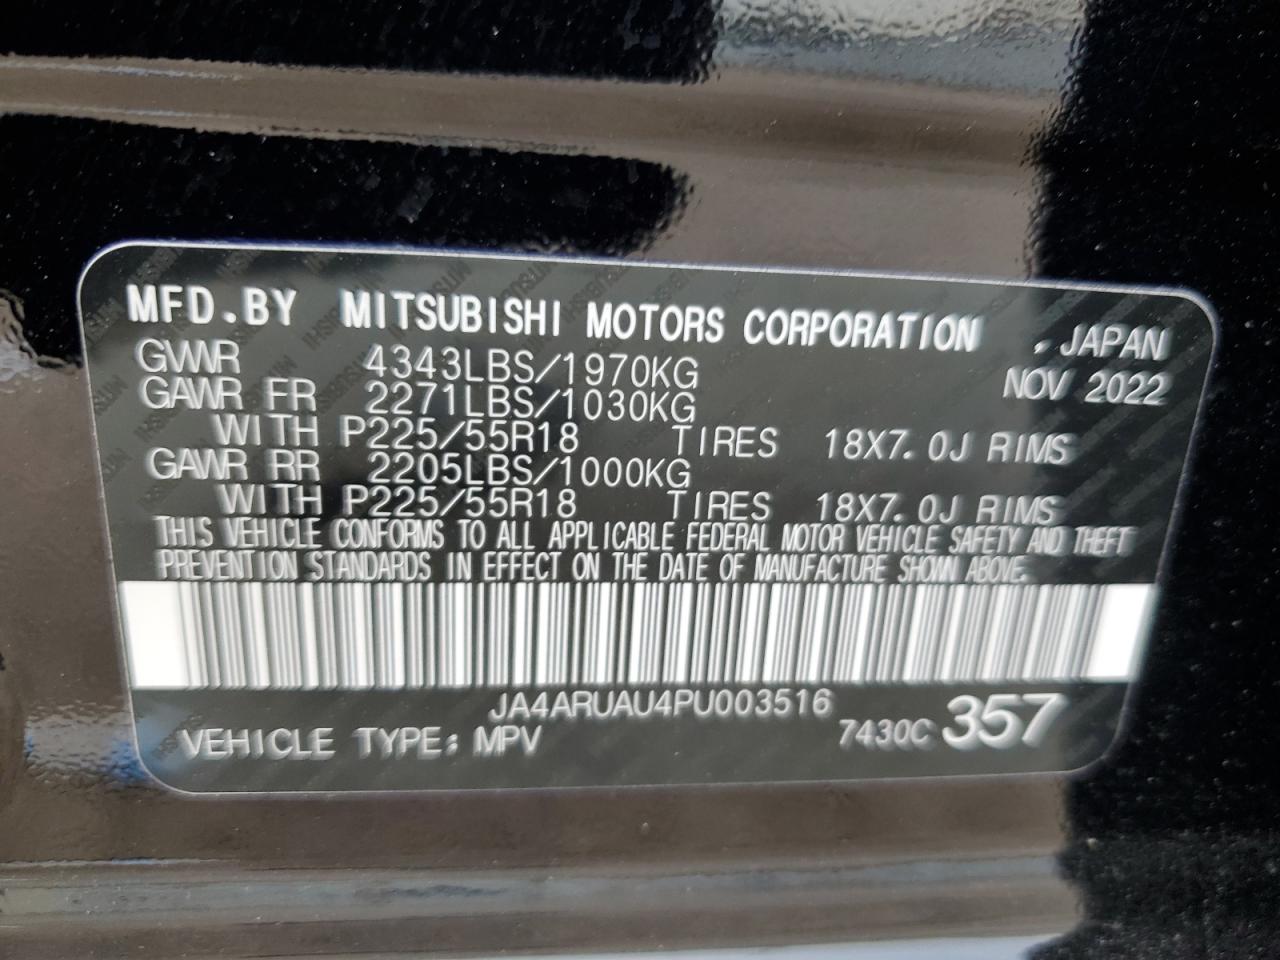 MFD.BY MITSUBISHI MOTORS CORPORATION . JAPAN
GVWR 4343LBS/1970KG NOV 2022
GAWR FR 2271LBS/1030KG
WITH P225/55R18 TIRES 18X7.0J RIMS
GAWR RR 2205LBS/1000KG
WITH P225/55R18 TIRES 18X7.0J RIMS
THIS VEHICLE CONFORMS TO ALL APPLICABLE FEDERAL MOTOR VEHICLE SAFETY AND THEFT
PREVENTION STANDARDS IN EFFECT ON THE DATE OF MANUFACTURE SHOWN ABOVE.
JA4ARUAU4PU003516
VEHICLE TYPE: MPV 7430C 357